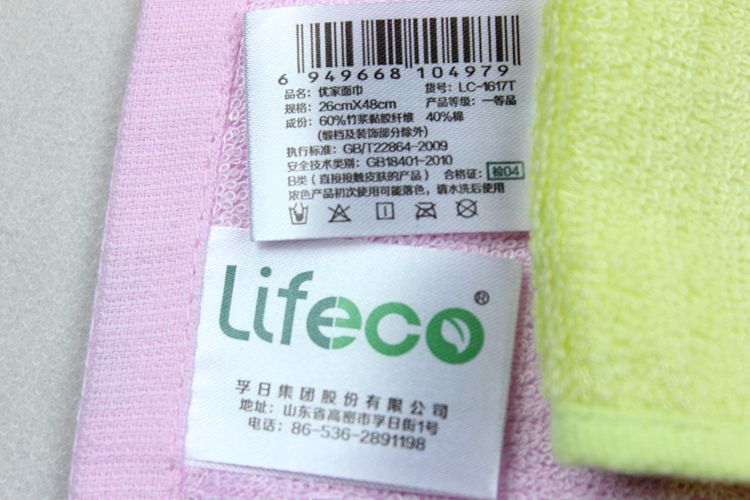 6 949668 104979
品名：优家面巾 货号：LC-1617T
规格：26cmX48cm 产品等级：一等品
成份：60%竹浆黏胶纤维 40%棉
（缎档及装饰部分除外）
执行标准：GB/T22864-2009
安全技术类别：GB18401-2010
B类（直接接触皮肤的产品） 合格证：检04
浓色产品初次使用可能落色，请水洗后使用
Lifeco®
孚日集团股份有限公司
地址：山东省高密市孚日街1号
电话：86-536-2891198